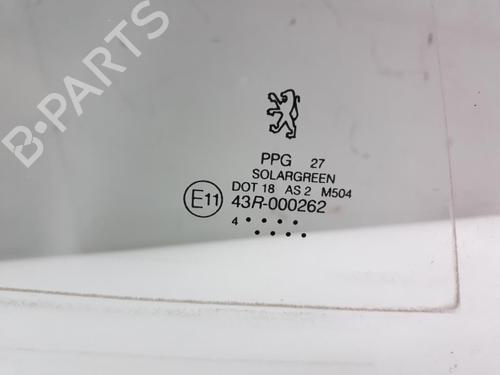 B-PARTS
PPG 27
SOLARGREEN
DOT 18 AS 2 M504
E11 43R-000262
4 . . . .
. . . .